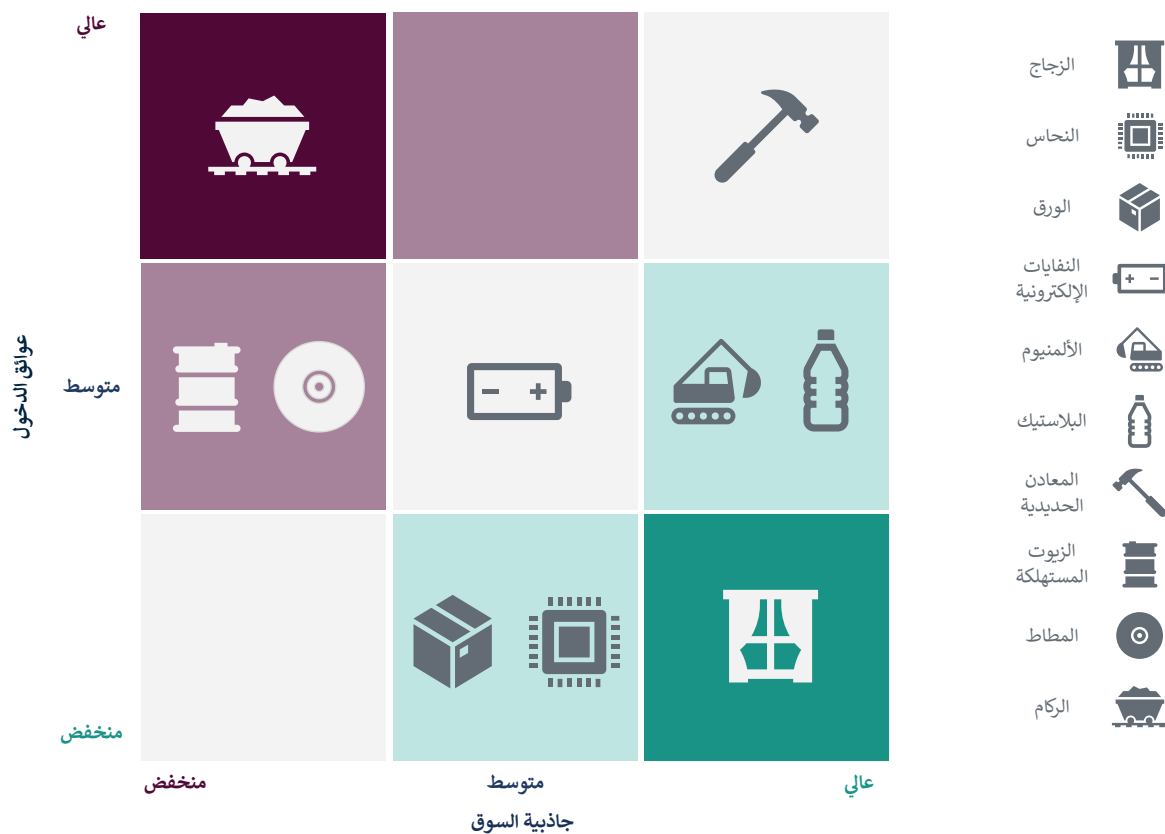 عالي
متوسط
منخفض
عوائق الدخول
منخفض
متوسط
عالي
جاذبية السوق
الزجاج
النحاس
الورق
النفايات
الإلكترونية
الألمنيوم
البلاستيك
المعادن
الحديدية
الزيوت
المستهلكة
المطاط
الركام